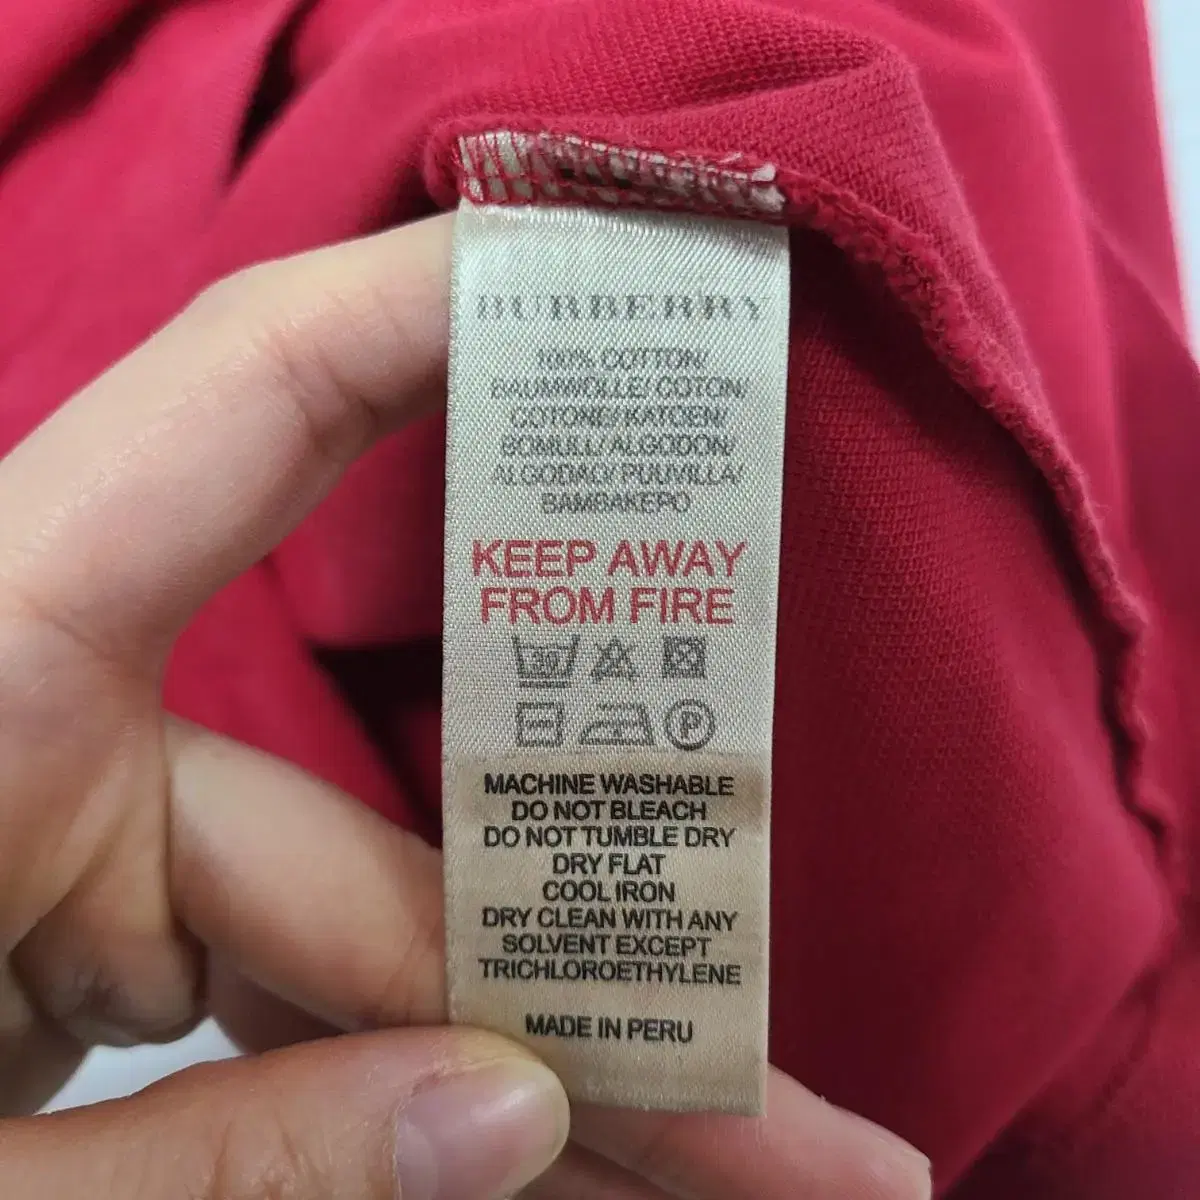 BURBERRY
100% COTTON/
BAUMWOLLE/ COTON/
COTONE/ KATOEN/
BOMULL/ ALGODON/
ALGODAO/ PUUVILLA/
BAMBAKEPO
KEEP AWAY
FROM FIRE
30
P
MACHINE WASHABLE
DO NOT BLEACH
DO NOT TUMBLE DRY
DRY FLAT
COOL IRON
DRY CLEAN WITH ANY
SOLVENT EXCEPT
TRICHLOROETHYLENE
MADE IN PERU